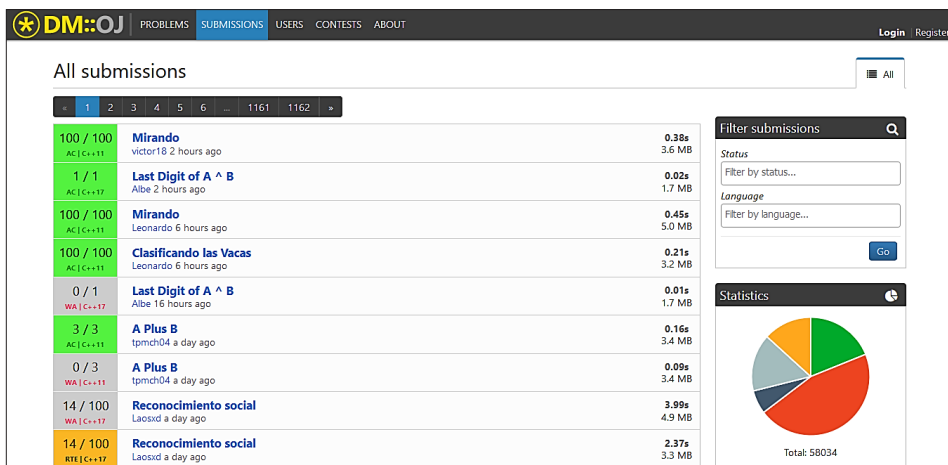 DM::OJ PROBLEMS SUBMISSIONS USERS CONTESTS ABOUT
Login Register
All submissions
All
« 1 2 3 4 5 6 ... 1161 1162 »
100 / 100
AC | C++11
Mirando
victor18 2 hours ago
0.38s
3.6 MB
1 / 1
AC | C++17
Last Digit of A ^ B
Albe 2 hours ago
0.02s
1.7 MB
100 / 100
AC | C++11
Mirando
Leonardo 6 hours ago
0.45s
5.0 MB
100 / 100
AC | C++11
Clasificando las Vacas
Leonardo 6 hours ago
0.21s
3.2 MB
0 / 1
WA | C++17
Last Digit of A ^ B
Albe 16 hours ago
0.01s
1.7 MB
3 / 3
AC | C++11
A Plus B
tpmch04 a day ago
0.16s
3.4 MB
0 / 3
WA | C++11
A Plus B
tpmch04 a day ago
0.09s
3.4 MB
14 / 100
WA | C++17
Reconocimiento social
Laosxd a day ago
3.99s
4.9 MB
14 / 100
RTE | C++17
Reconocimiento social
Laosxd a day ago
2.37s
3.3 MB
Filter submissions
Status
Filter by status...
Language
Filter by language...
Go
Statistics
Total: 58034